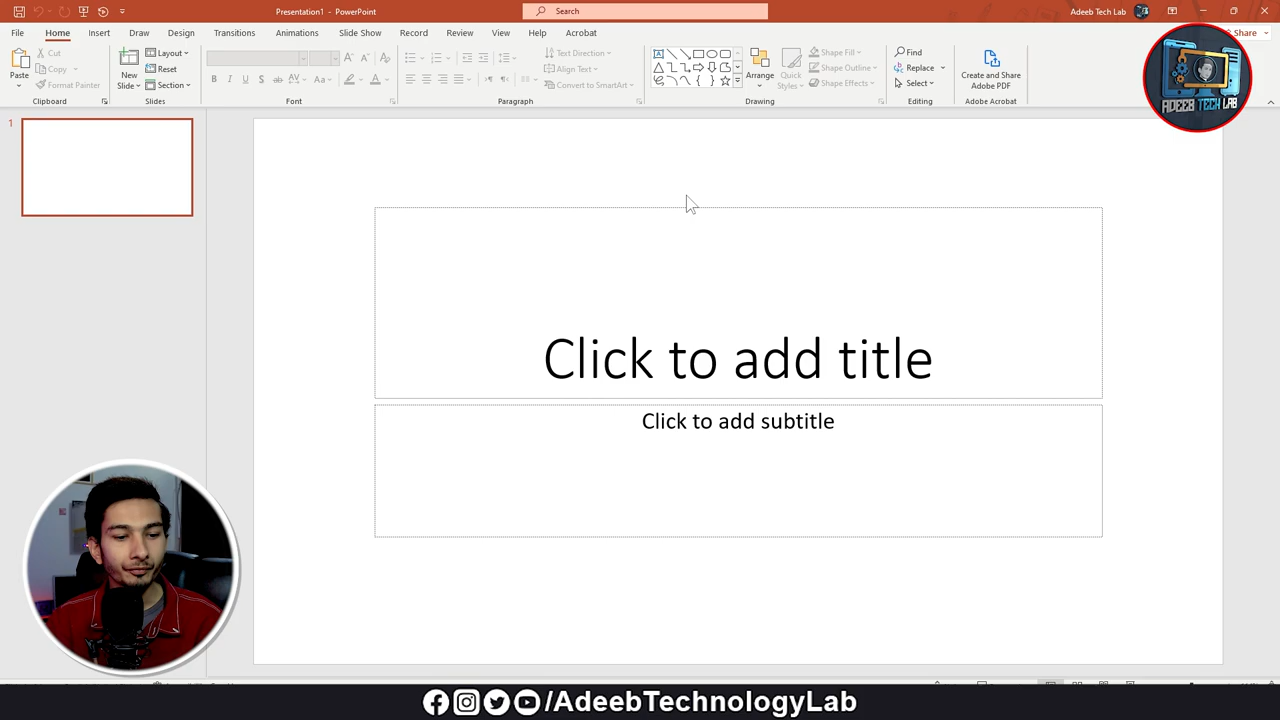 Presentation1 - PowerPoint
Search
Adeeb Tech Lab
File Home Insert Draw Design Transitions Animations Slide Show Record Review View Help Acrobat Share
Paste
Cut
Copy
Format Painter
Clipboard
New
Slide
Layout
Reset
Section
Slides
Font
Text Direction
Align Text
Convert to SmartArt
Paragraph
Arrange
Quick
Styles
Shape Fill
Shape Outline
Shape Effects
Drawing
Find
Replace
Select
Editing
Create and Share
Adobe PDF
Adobe Acrobat
ADEEB TECH LAB
1
Click to add title
Click to add subtitle
/AdeebTechnologyLab